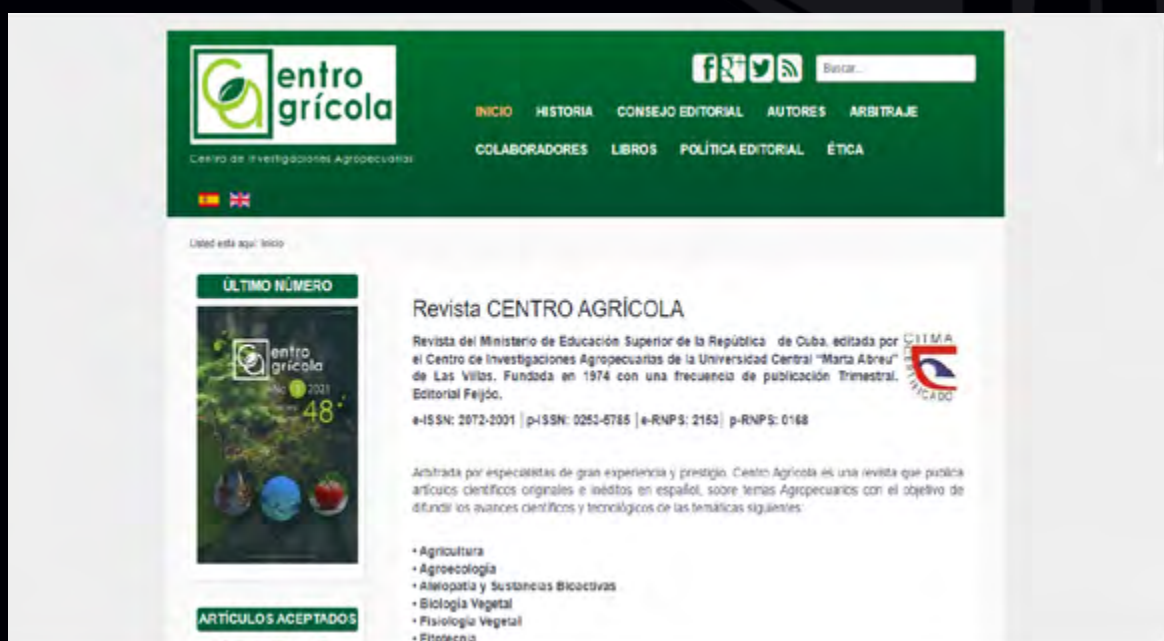 entro
grícola
Centro de Investigaciones Agropecuarias
Buscar...
INICIO HISTORIA CONSEJO EDITORIAL AUTORES ARBITRAJE
COLABORADORES LIBROS POLÍTICA EDITORIAL ÉTICA
Usted está aquí: Inicio
ÚLTIMO NÚMERO
entro
grícola
2021
48
ARTÍCULOS ACEPTADOS
Revista CENTRO AGRÍCOLA
Revista del Ministerio de Educación Superior de la República de Cuba, editada por
el Centro de Investigaciones Agropecuarias de la Universidad Central "Marta Abreu"
de Las Villas. Fundada en 1974 con una frecuencia de publicación Trimestral.
Editorial Feijóo.
CITMA
CERTIFICADO
e-ISSN: 2072-2001 | p-ISSN: 0253-5785 | e-RNPS: 2153 | p-RNPS: 0168
Arbitrada por especialistas de gran experiencia y prestigio. Centro Agrícola es una revista que publica
artículos científicos originales e inéditos en español, sobre temas Agropecuarios con el objetivo de
difundir los avances científicos y tecnológicos de las temáticas siguientes:
• Agricultura
• Agroecología
• Alelopatía y Sustancias Bioactivas
• Biología Vegetal
• Fisiología Vegetal
• Fitotecnia